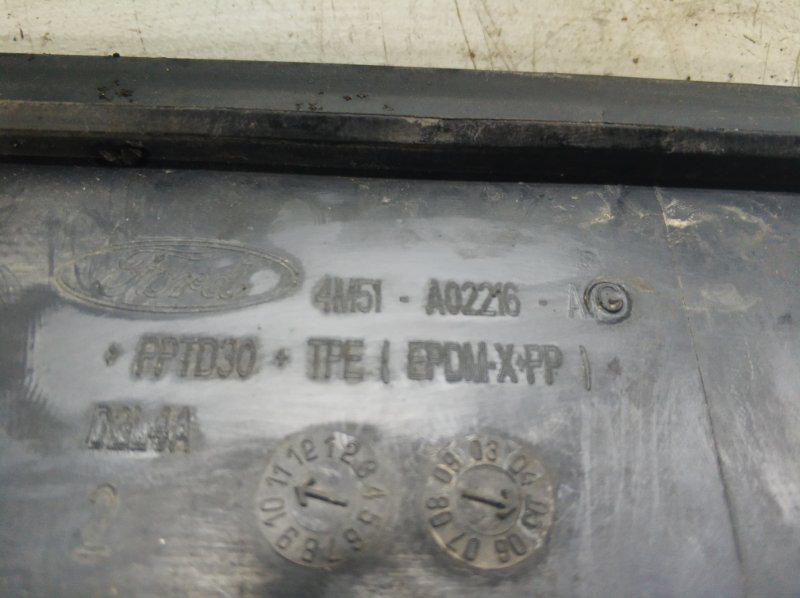 Ford 4M51 - A02216 - A G
PPTD30 + TPE ( EPDM-X+PP )
2
12 1 2 3 4 5 6 7 8 9 10 11
03 04 05 06 07 08 09